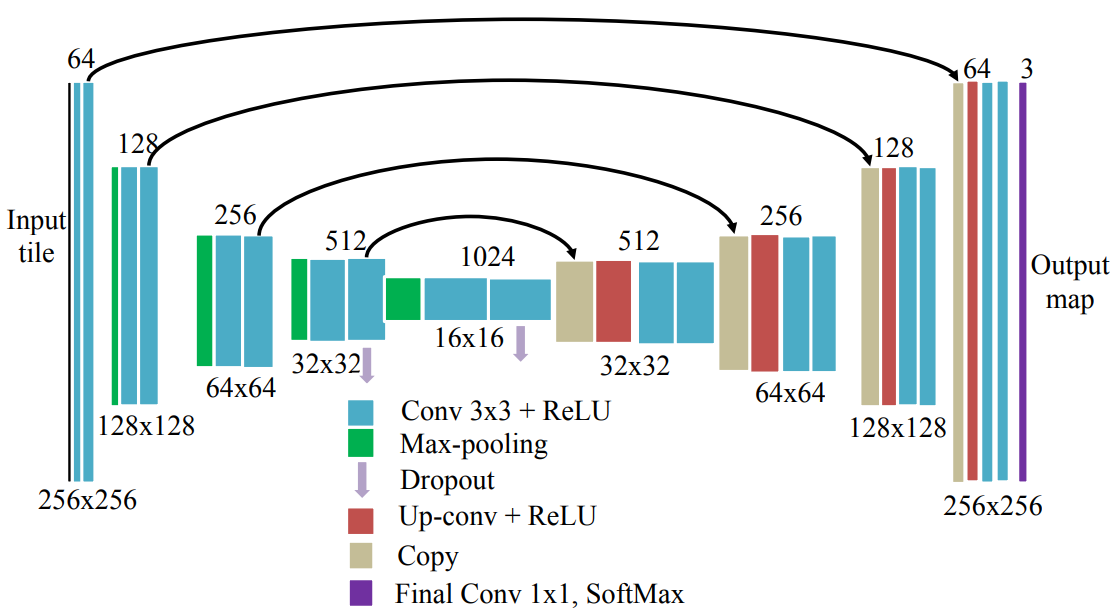 64
128
256
512
1024
512
256
128
64
3
Input
tile
Output
map
256x256
128x128
64x64
32x32
16x16
32x32
64x64
128x128
256x256
Conv 3x3 + ReLU
Max-pooling
Dropout
Up-conv + ReLU
Copy
Final Conv 1x1, SoftMax